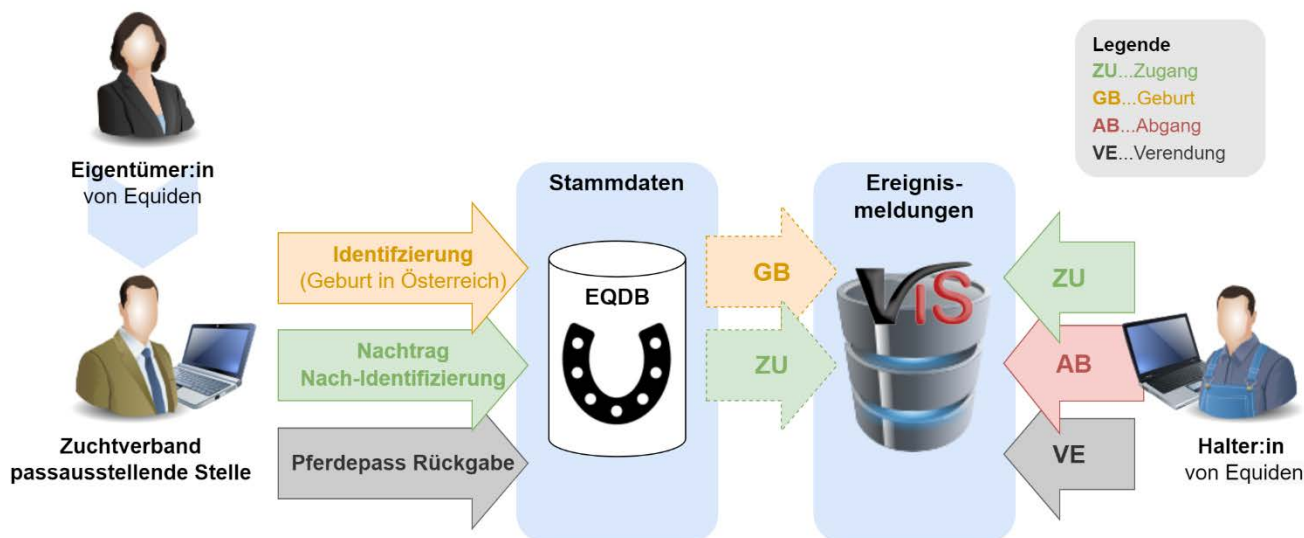 Legende
ZU...Zugang
GB...Geburt
AB...Abgang
VE...Verendung
Eigentümer:in
von Equiden
Zuchtverband
passausstellende Stelle
Identifzierung
(Geburt in Österreich)
Nachtrag
Nach-Identifizierung
Pferdepass Rückgabe
Stammdaten
EQDB
GB
ZU
Ereignis-
meldungen
VIS
ZU
AB
VE
Halter:in
von Equiden